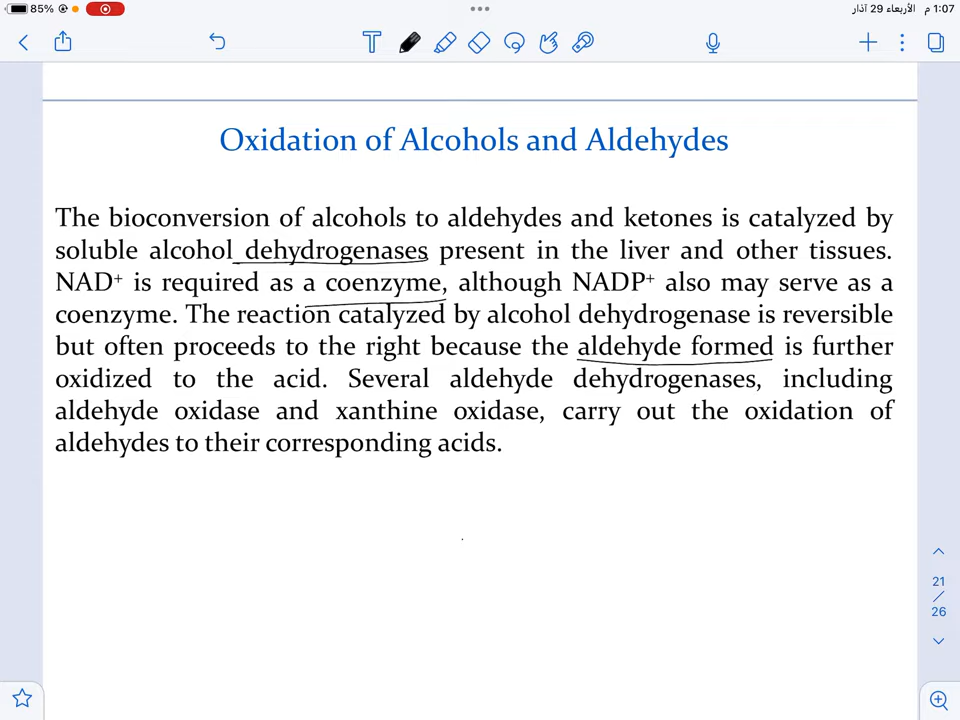 85% الأربعاء 29 آذار 1:07 م
Oxidation of Alcohols and Aldehydes
The bioconversion of alcohols to aldehydes and ketones is catalyzed by
soluble alcohol dehydrogenases present in the liver and other tissues.
NAD⁺ is required as a coenzyme, although NADP⁺ also may serve as a
coenzyme. The reaction catalyzed by alcohol dehydrogenase is reversible
but often proceeds to the right because the aldehyde formed is further
oxidized to the acid. Several aldehyde dehydrogenases, including
aldehyde oxidase and xanthine oxidase, carry out the oxidation of
aldehydes to their corresponding acids.
21
/
26